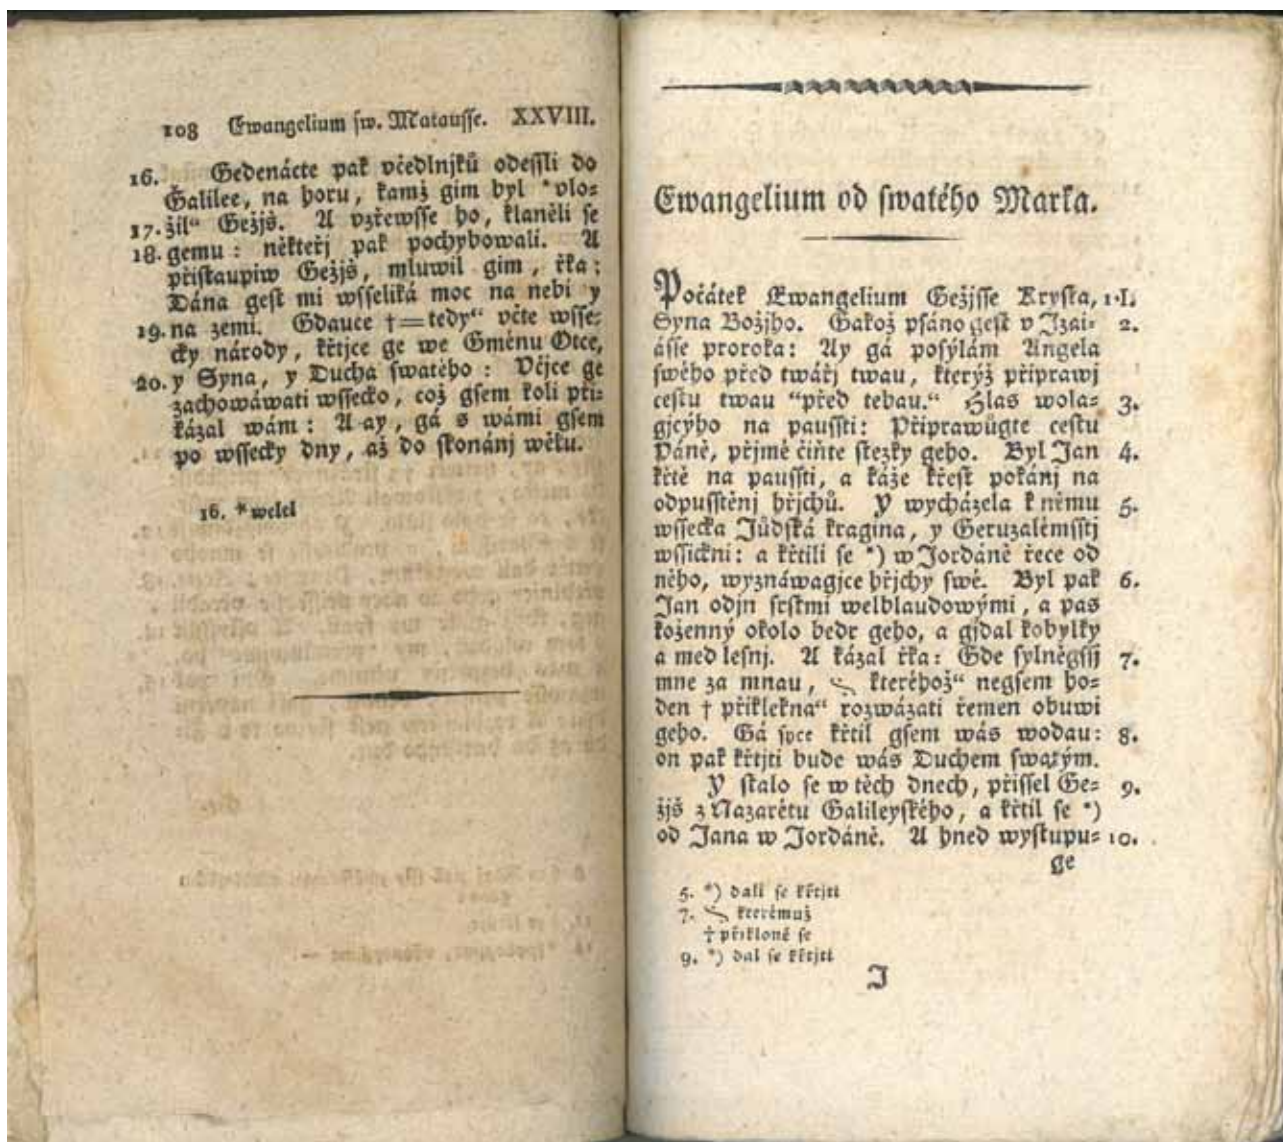 108 Ewangelium sw. Matausse. XXVIII.
16. Gedenácte pak včedlnjků odessli do
Galilee, na horu, kamž gim byl *vlo=
17. žil“ Gežjš. A vzřewsse ho, klaněli se
18. gemu: někteřj pak pochybowali. A
přistaupiw Gežjš, mluwil gim, řka:
Dána gest mi wsseliká moc na nebi y
19. na zemi. Gdauce †=tedy“ včte wsse=
cky národy, křtjce ge we Gménu Otce,
20. y Syna, y Ducha swatého: Včjce ge
zachowáwati wssecko, což gsem koli při=
kázal wám: A ay, gá s wámi gsem
po wssecky dny, až do skonánj wěku.
16. *welel
Ewangelium od swatého Marka.
Počátek Ewangelium Gežjsse Krysta, 1. I.
Syna Božjho. Gakož psáno gest v Izai= 2.
ásse proroka: Ay gá posýlám Angela
swého před twářj twau, kterýž připrawj
cestu twau “před tebau.“ Hlas wola= 3.
gjcýho na paussti: Připrawůgte cestu
Páně, přjmé čiňte stezky geho. Byl Jan 4.
křtě na paussti, a káže křest pokánj na
odpusstěnj hřjchů. Y wycházela k němu 5.
wssecka Jůdská kragina, y Geruzalémsstj
wssickni: a křtili se *) w Jordáně řece od
něho, wyznáwagjce hřjchy swé. Byl pak 6.
Jan odjn srstmi welblaudowými, a pas
koženný okolo bedr geho, a gjdal kobylky
a med lesnj. A kázal řka: Gde sylněgssj 7.
mne za mnau, kteréhož“ negsem ho=
den † přiklekna“ rozwázati řemen obuwi
geho. Gá syce křtil gsem wás wodau: 8.
on pak křtjti bude wás Duchem swatým.
Y stalo se w těch dnech, přissel Ge= 9.
žjš z Nazarétu Galileyského, a křtil se *)
od Jana w Jordáně. A hned wystupu= 10.
ge
5. *) dali se křtjti
7. kterémuž
† přikloně se
9. *) dal se křtjti
J